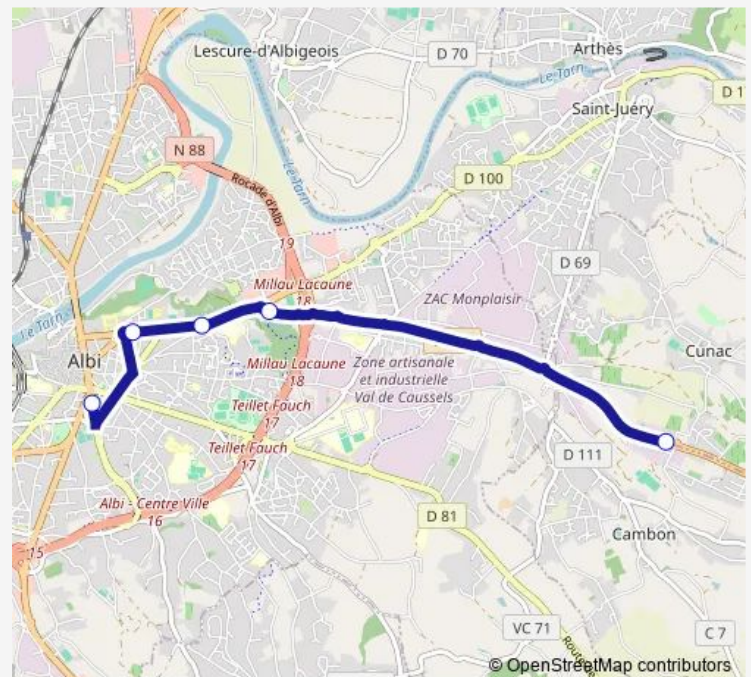 Lescure-d'Albigeois
D 70
Arthès
Le Tarn
D 1
Saint-Juéry
N 88
Le Tarn
Rocade d'Albi
D 100
19
D 69
Millau Lacaune
18
ZAC Monplaisir
Le Tarn
Albi
Cunac
Millau Lacaune
18
Zone artisanale
et industrielle
Val de Caussels
Teillet Fauch
17
Teillet Fauch
17
D 111
Albi - Centre Ville
16
D 81
Cambon
15
VC 71
C 7
Route
© OpenStreetMap contributors